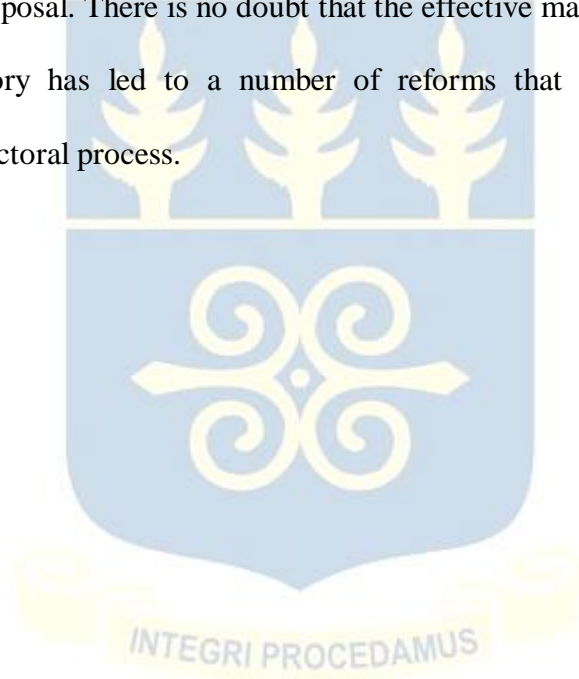 posal. There is no doubt that the effective ma
ory has led to a number of reforms that
ctoral process.
INTEGRI PROCEDAMUS